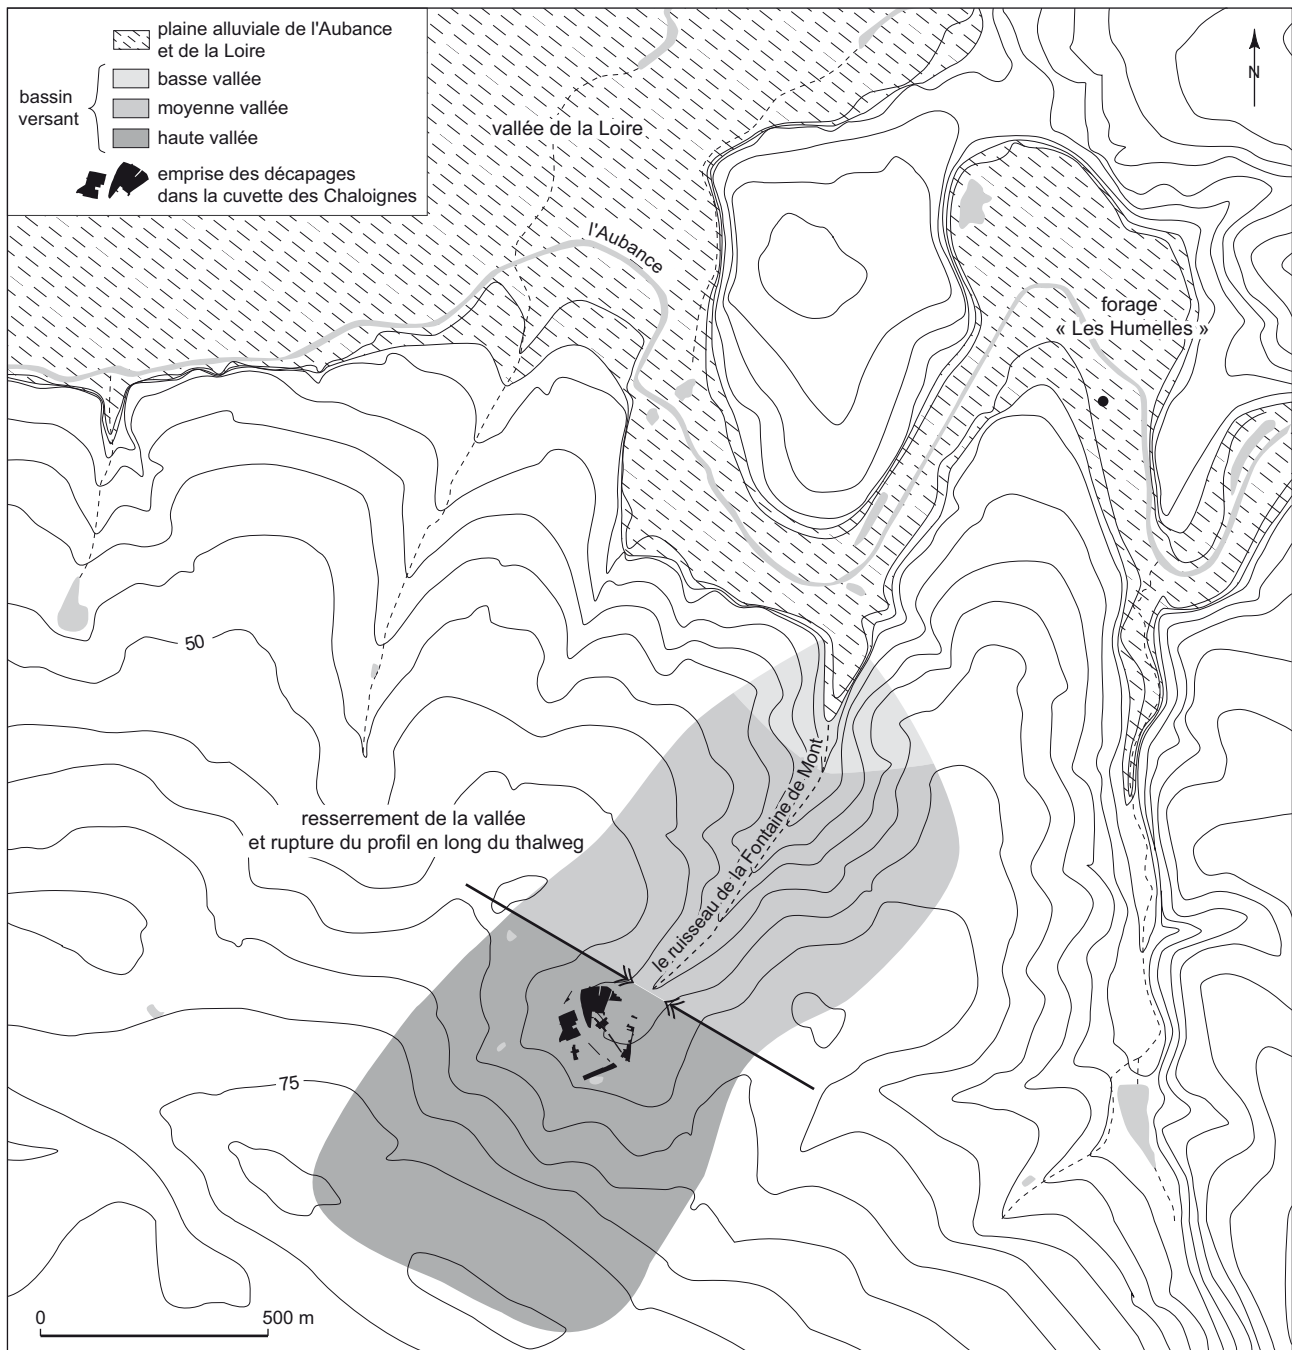 plaine alluviale de l'Aubance
et de la Loire
bassin
versant
basse vallée
moyenne vallée
haute vallée
emprise des décapages
dans la cuvette des Chaloignes
N
vallée de la Loire
l'Aubance
forage
« Les Humelles »
50
le ruisseau de la Fontaine de Mont
resserrement de la vallée
et rupture du profil en long du thalweg
75
0 500 m